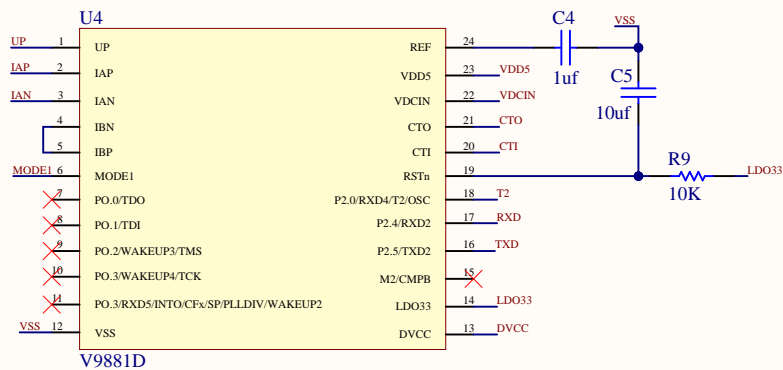 U4
C4
VSS
UP 1 UP REF 24
1uf
IAP 2 IAP VDD5 23 VDD5
C5
IAN 3 IAN VDCIN 22 VDCIN
10uf
4 IBN CTO 21 CTO
5 IBP CTI 20 CTI
R9
MODE1 6 MODE1 RSTn 19 LDO33
10K
7 PO.0/TDO P2.0/RXD4/T2/OSC 18 T2
8 PO.1/TDI P2.4/RXD2 17 RXD
9 PO.2/WAKEUP3/TMS P2.5/TXD2 16 TXD
10 PO.3/WAKEUP4/TCK M2/CMPB 15
11 PO.3/RXD5/INTO/CFx/SP/PLLDIV/WAKEUP2 LDO33 14 LDO33
VSS 12 VSS DVCC 13 DVCC
V9881D